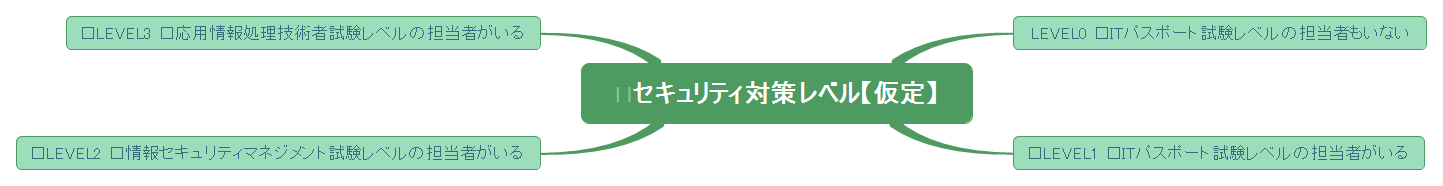 LEVEL3 応用情報処理技術者試験レベルの担当者がいる
LEVEL0 ITパスポート試験レベルの担当者もいない
セキュリティ対策レベル【仮定】
LEVEL2 情報セキュリティマネジメント試験レベルの担当者がいる
LEVEL1 ITパスポート試験レベルの担当者がいる